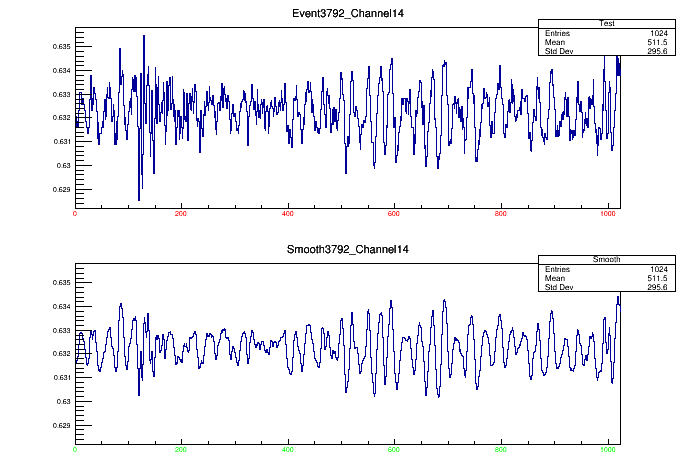 Event3792_Channel14
Test
Entries 1024
Mean 511.5
Std Dev 295.6
0.635
0.634
0.633
0.632
0.631
0.63
0.629
0 200 400 600 800 1000
Smooth3792_Channel14
Smooth
Entries 1024
Mean 511.5
Std Dev 295.6
0.635
0.634
0.633
0.632
0.631
0.63
0.629
0 200 400 600 800 1000